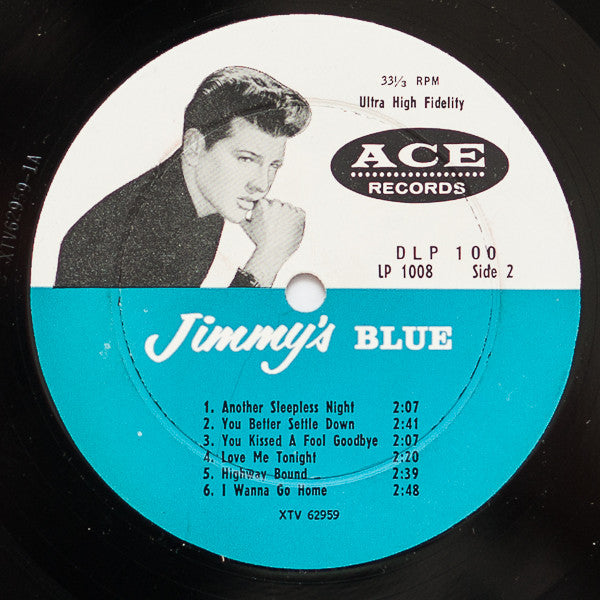 33⅓ RPM
Ultra High Fidelity
ACE
RECORDS
DLP 100
LP 1008 Side 2
Jimmy's BLUE
1. Another Sleepless Night 2:07
2. You Better Settle Down 2:41
3. You Kissed A Fool Goodbye 2:07
4. Love Me Tonight 2:20
5. Highway Bound 2:39
6. I Wanna Go Home 2:48
XTV 62959